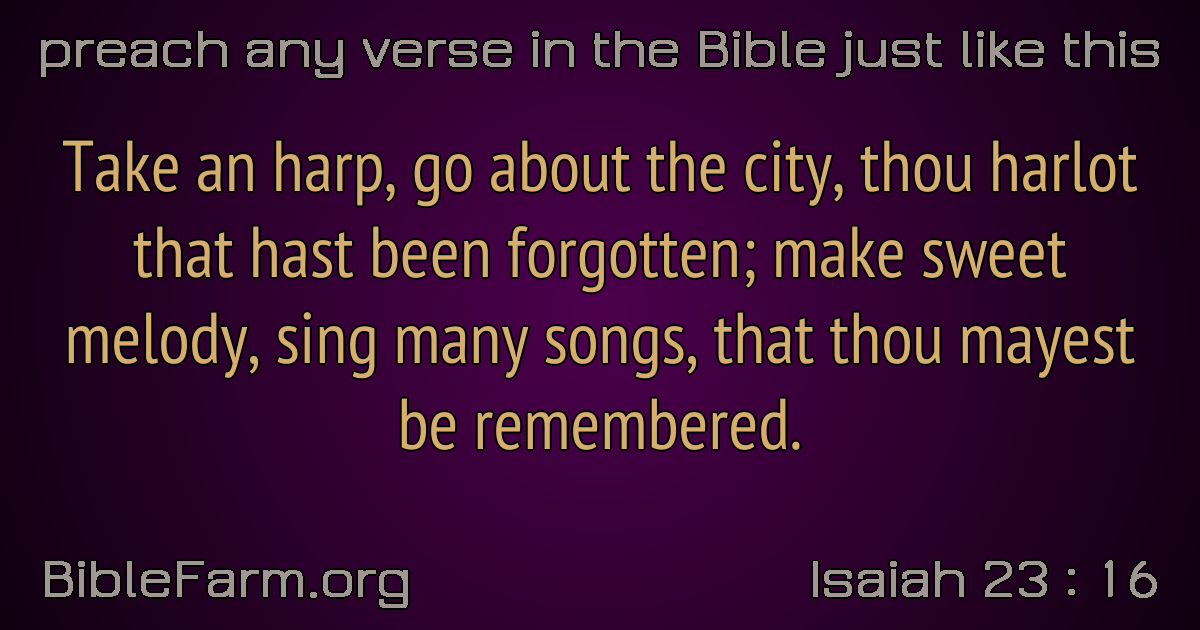 preach any verse in the Bible just like this
Take an harp, go about the city, thou harlot
that hast been forgotten; make sweet
melody, sing many songs, that thou mayest
be remembered.
BibleFarm.org
Isaiah 23 : 16